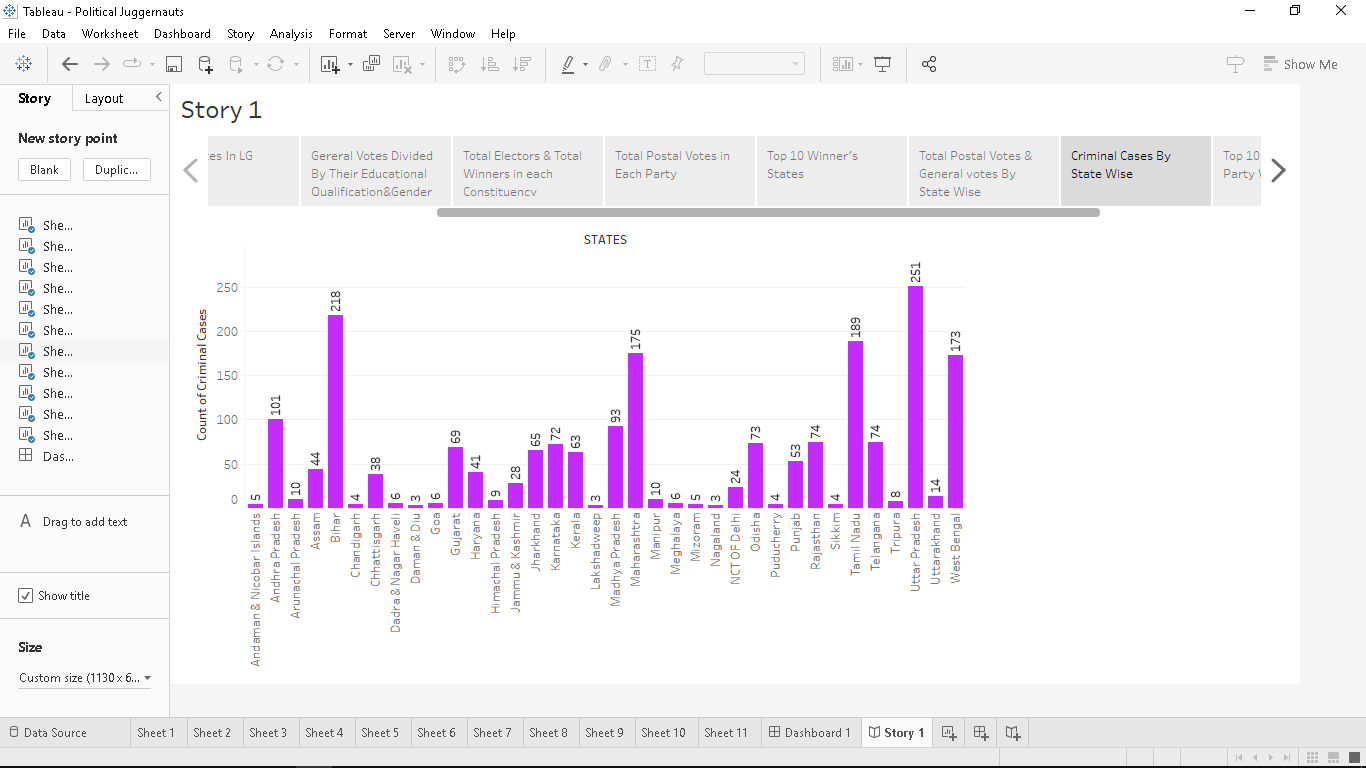 Tableau - Political Juggernauts
File Data Worksheet Dashboard Story Analysis Format Server Window Help
Show Me
Story Layout
New story point
Blank Duplic...
She...
She...
She...
She...
She...
She...
She...
She...
She...
She...
She...
Das...
A Drag to add text
Show title
Size
Custom size (1130 x 6...
Story 1
es In LG
Gereral Votes Divided
By Their Educational
Qualification&Gender
Total Electors & Total
Winners in each
Constituency
Total Postal Votes in
Each Party
Top 10 Winner's
States
Total Postal Votes &
General votes By
State Wise
Criminal Cases By
State Wise
Top 10
Party
STATES
Count of Criminal Cases
250
200
150
100
50
0
5
101
10
44
218
4
38
6
3
6
69
41
9
28
65
72
63
3
93
175
10
6
5
3
24
73
4
53
74
4
189
74
8
251
14
173
Andaman & Nicobar Islands
Andhra Pradesh
Arunachal Pradesh
Assam
Bihar
Chandigarh
Chhattisgarh
Dadra & Nagar Haveli
Daman & Diu
Goa
Gujarat
Haryana
Himachal Pradesh
Jammu & Kashmir
Jharkhand
Karnataka
Kerala
Lakshadweep
Madhya Pradesh
Maharashtra
Manipur
Meghalaya
Mizoram
Nagaland
NCT OF Delhi
Odisha
Puducherry
Punjab
Rajasthan
Sikkim
Tamil Nadu
Telangana
Tripura
Uttar Pradesh
Uttarakhand
West Bengal
Data Source Sheet 1 Sheet 2 Sheet 3 Sheet 4 Sheet 5 Sheet 6 Sheet 7 Sheet 8 Sheet 9 Sheet 10 Sheet 11 Dashboard 1 Story 1